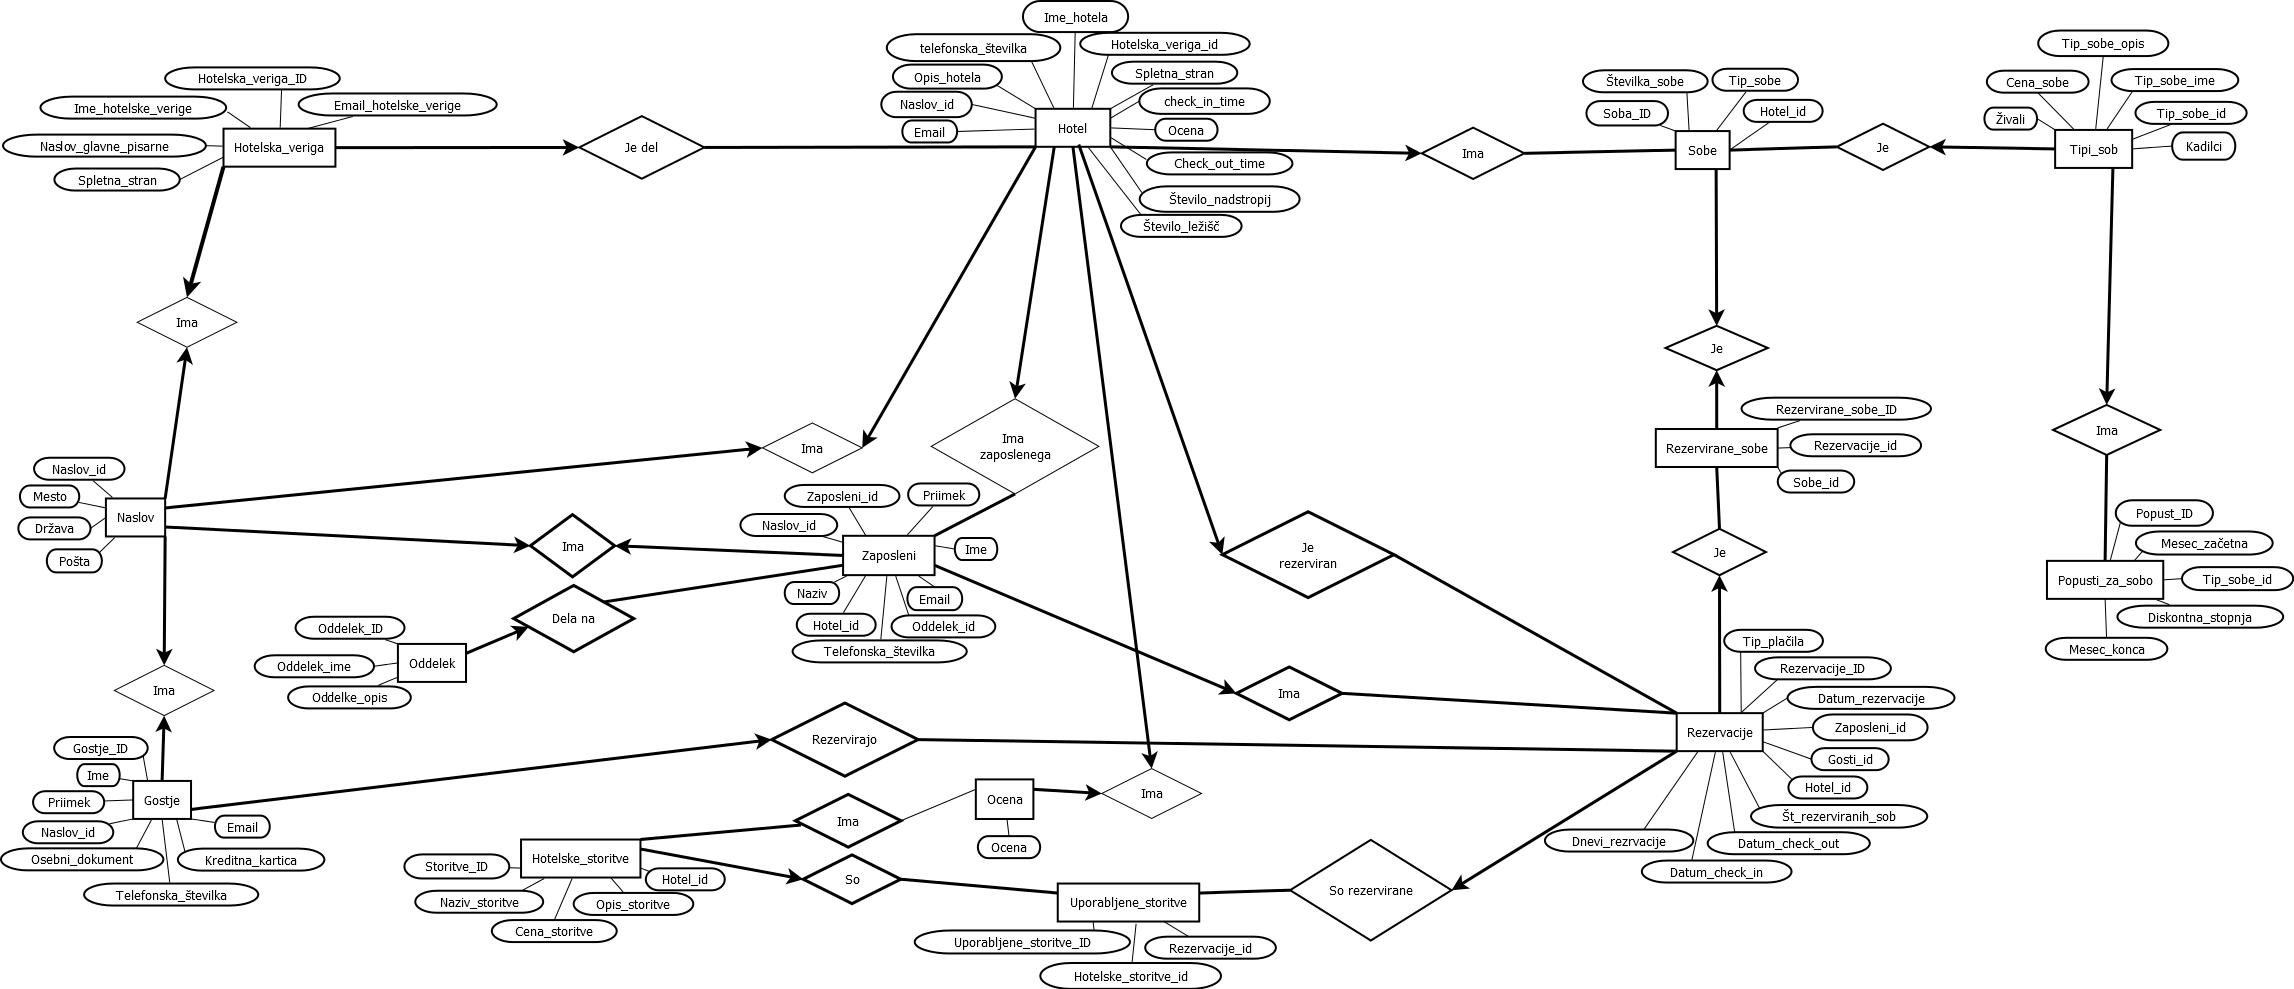 Ime_hotela
telefonska_številka
Hotelska_veriga_id
Opis_hotela
Spletna_stran
Naslov_id
check_in_time
Email
Hotel
Ocena
Check_out_time
Število_nadstropij
Število_ležišč
Hotelska_veriga_ID
Ime_hotelske_verige
Email_hotelske_verige
Naslov_glavne_pisarne
Hotelska_veriga
Spletna_stran
Je del
Ima
Številka_sobe
Tip_sobe
Soba_ID
Hotel_id
Sobe
Je
Tip_sobe_opis
Cena_sobe
Tip_sobe_ime
Živali
Tip_sobe_id
Tipi_sob
Kadilci
Ima
Je
Ima
Ima
zaposlenega
Rezervirane_sobe_ID
Rezervirane_sobe
Rezervacije_id
Sobe_id
Ima
Naslov_id
Mesto
Naslov
Država
Pošta
Ima
Zaposleni_id
Priimek
Naslov_id
Zaposleni
Ime
Naziv
Email
Hotel_id
Oddelek_id
Telefonska_številka
Je
rezerviran
Je
Popust_ID
Mesec_začetna
Popusti_za_sobo
Tip_sobe_id
Diskontna_stopnja
Mesec_konca
Dela na
Oddelek_ID
Oddelek_ime
Oddelek
Oddelke_opis
Ima
Ima
Tip_plačila
Rezervacije_ID
Datum_rezervacije
Rezervacije
Zaposleni_id
Gosti_id
Hotel_id
Št_rezerviranih_sob
Dnevi_rezrvacije
Datum_check_out
Datum_check_in
Rezervirajo
Gostje_ID
Ime
Priimek
Gostje
Naslov_id
Email
Osebni_dokument
Kreditna_kartica
Telefonska_številka
Ocena
Ocena
Ima
Ima
Hotelske_storitve
Storitve_ID
Hotel_id
Naziv_storitve
Opis_storitve
Cena_storitve
So
Uporabljene_storitve
So rezervirane
Uporabljene_storitve_ID
Rezervacije_id
Hotelske_storitve_id